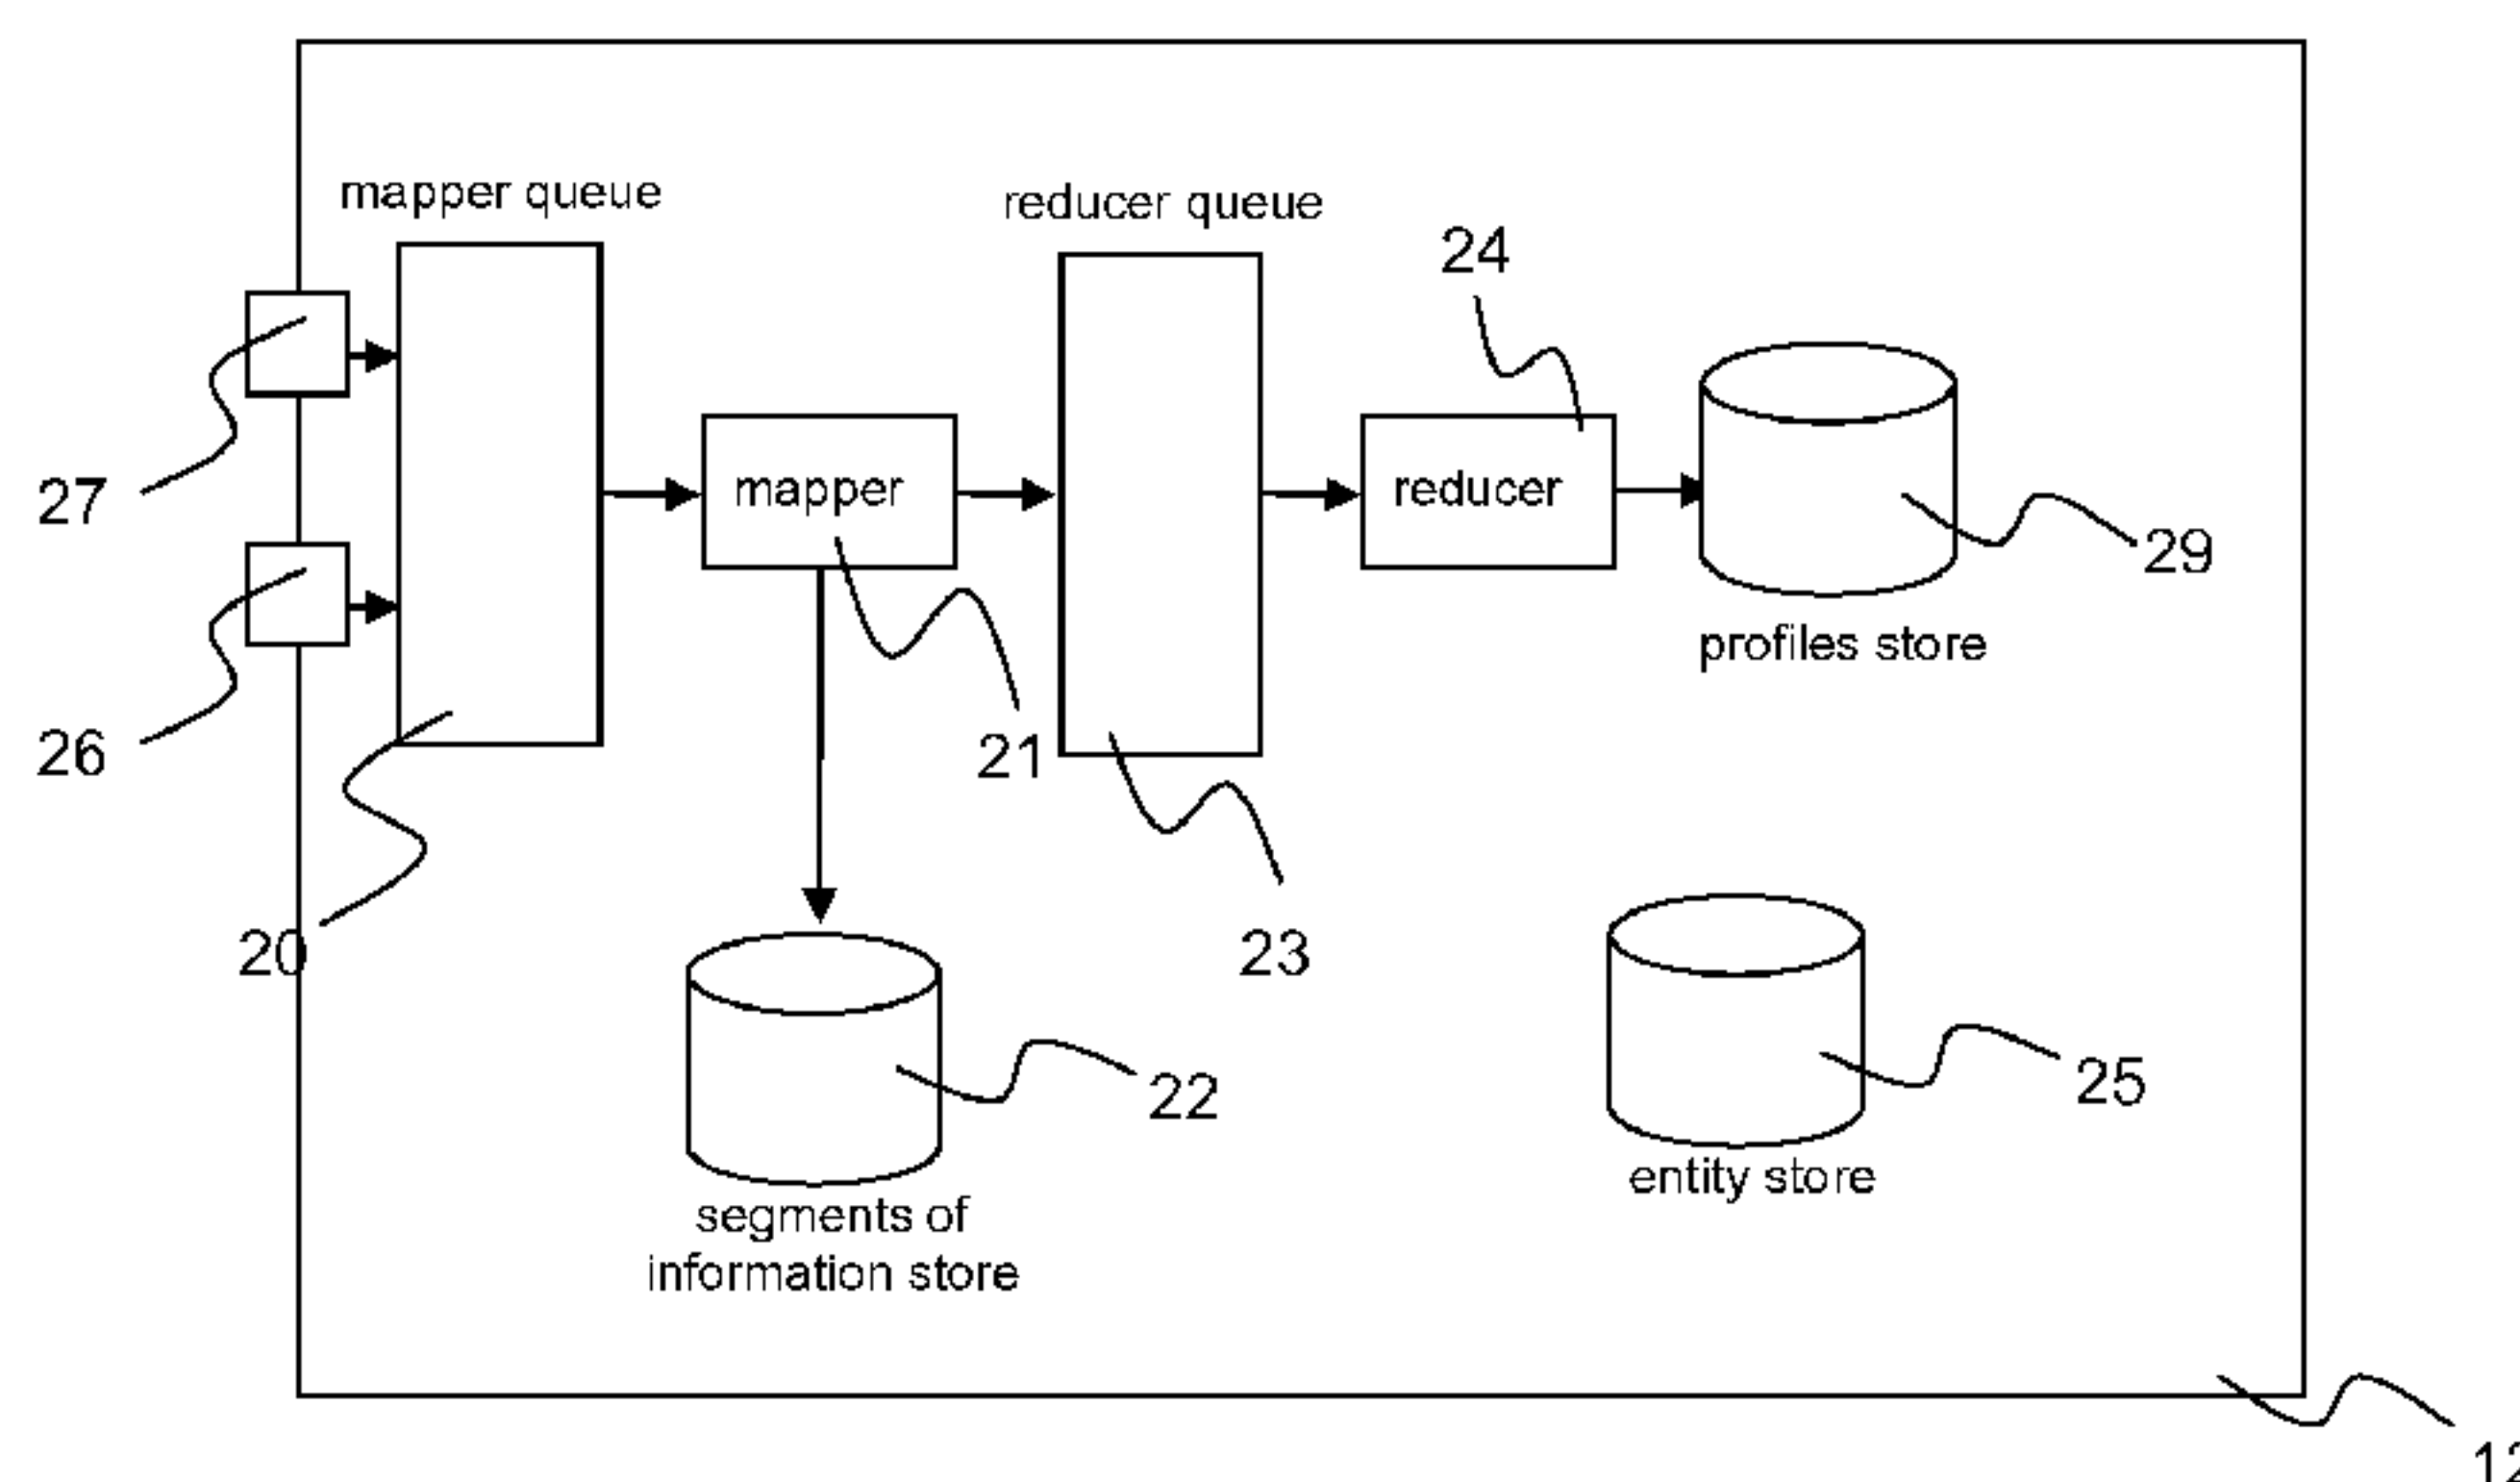 mapper queue
reducer queue
24
27
mapper
reducer
29
profiles store
26
21
20
23
22
25
entity store
segments of
information store
12